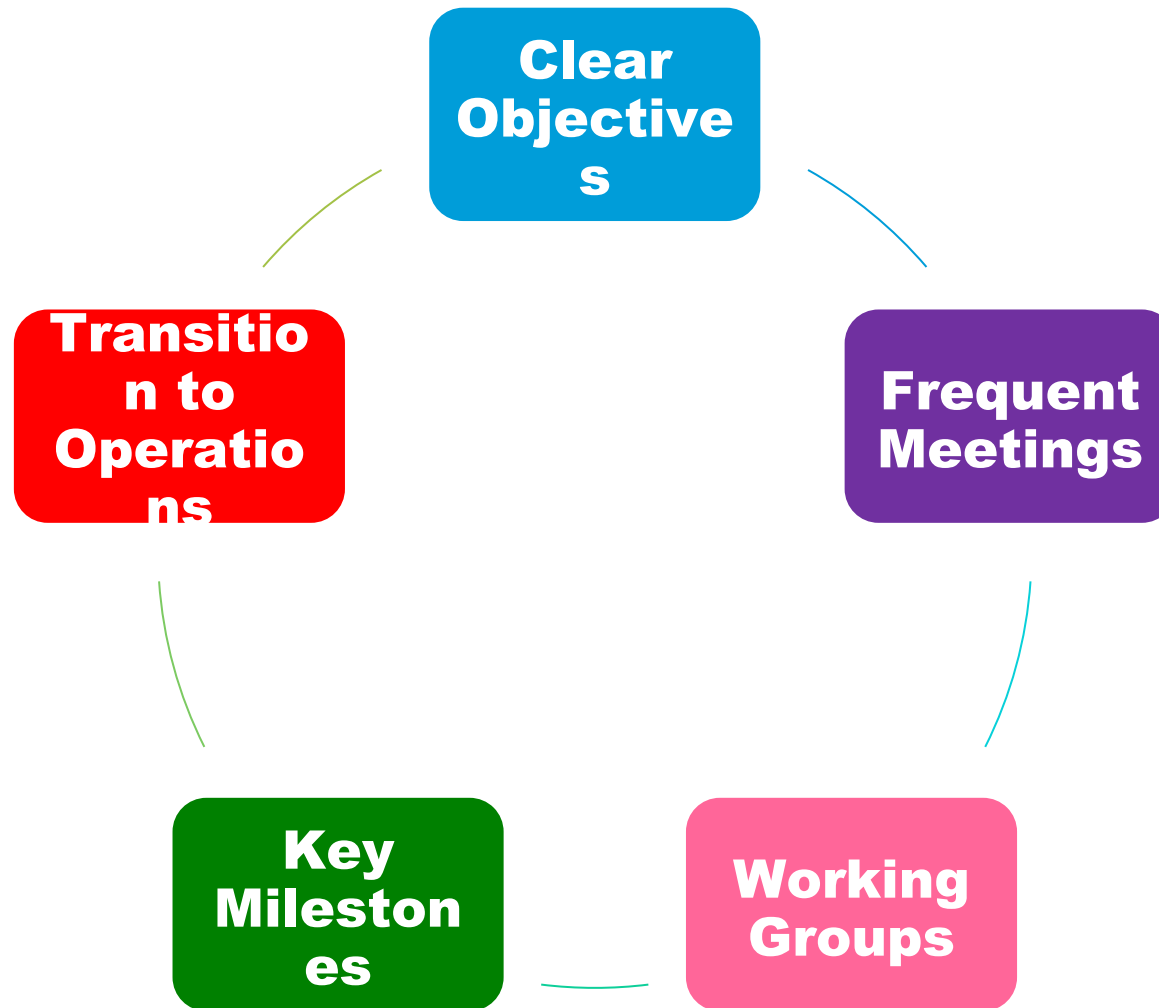 Clear
Objective
s
Frequent
Meetings
Working
Groups
Key
Mileston
es
Transitio
n to
Operatio
ns